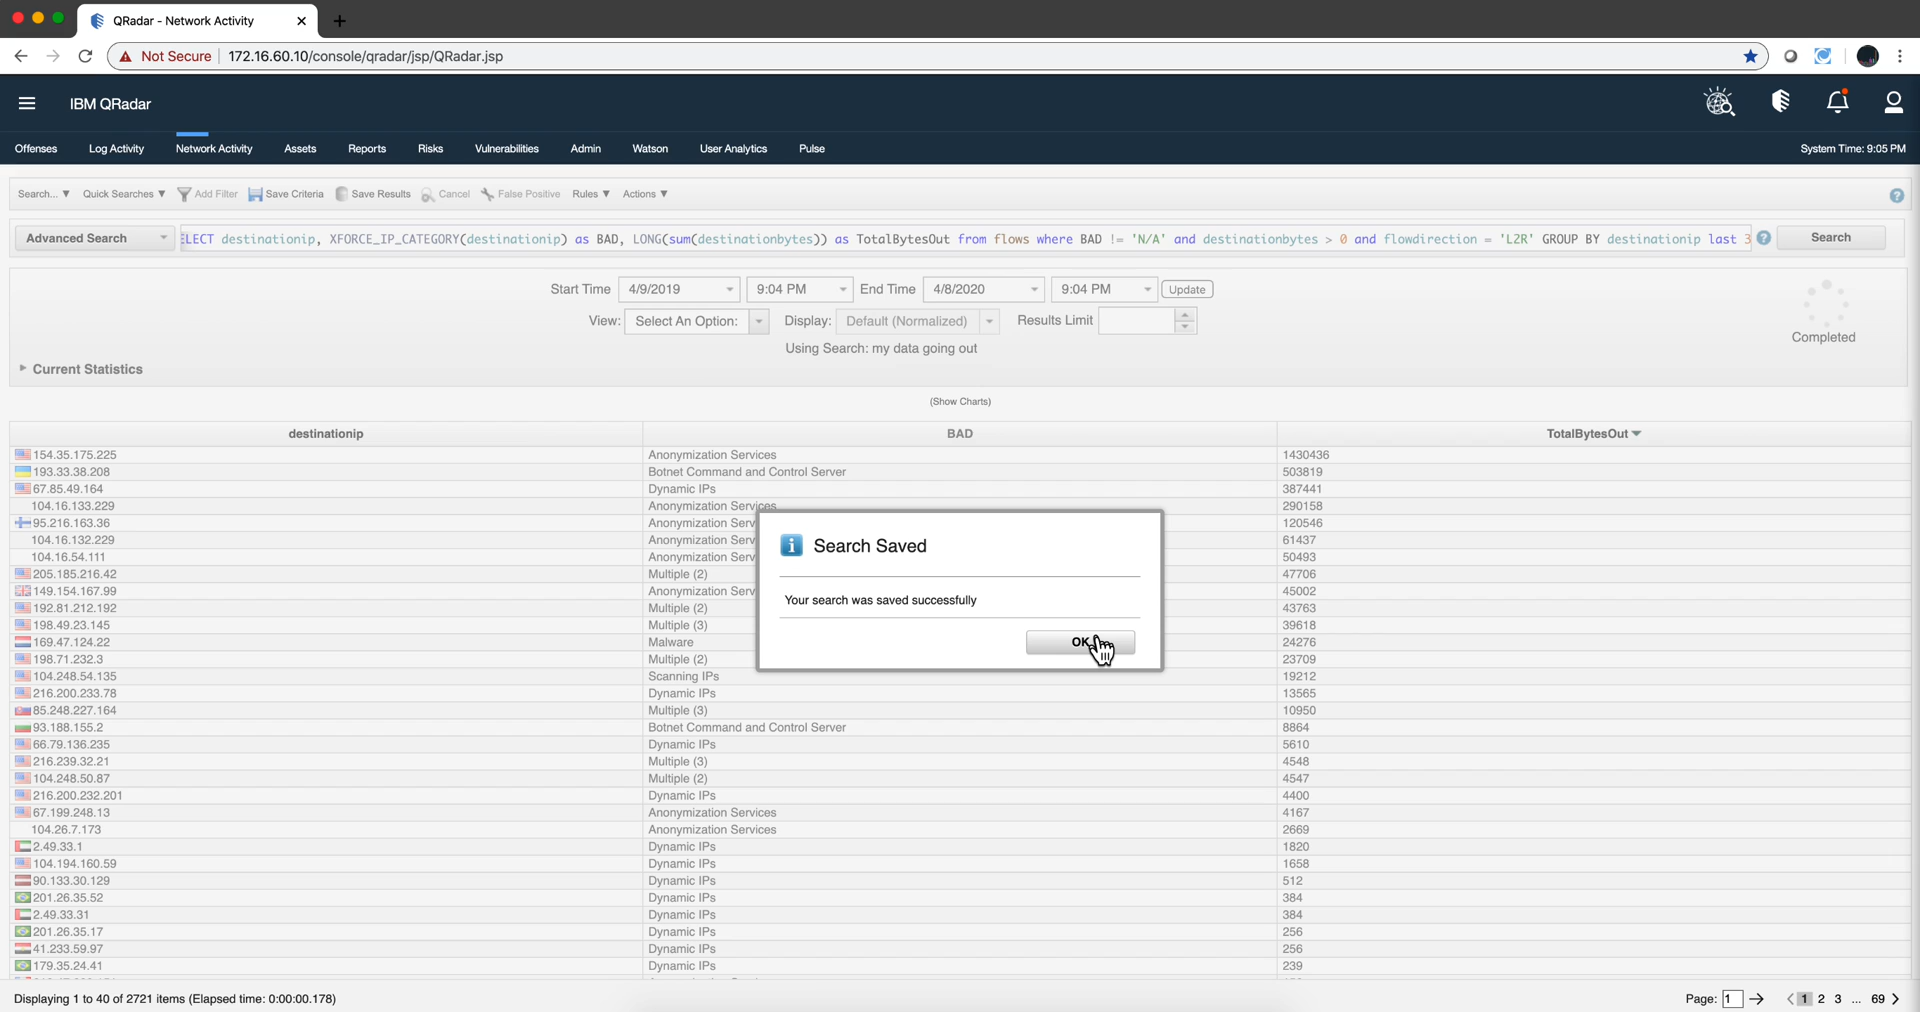 QRadar - Network Activity
Not Secure 172.16.60.10/console/qradar/jsp/QRadar.jsp
IBM QRadar
Offenses Log Activity Network Activity Assets Reports Risks Vulnerabilities Admin Watson User Analytics Pulse System Time: 9:05 PM
Search... Quick Searches Add Filter Save Criteria Save Results Cancel False Positive Rules Actions
Advanced Search ELECT destinationip, XFORCE_IP_CATEGORY(destinationip) as BAD, LONG(sum(destinationbytes)) as TotalBytesOut from flows where BAD != 'N/A' and destinationbytes > 0 and flowdirection = 'L2R' GROUP BY destinationip last 3 Search
Start Time 4/9/2019 9:04 PM End Time 4/8/2020 9:04 PM Update
View: Select An Option: Display: Default (Normalized) Results Limit
Completed
Using Search: my data going out
Current Statistics
(Show Charts)
destinationip BAD TotalBytesOut
154.35.175.225 Anonymization Services 1430436
193.33.38.208 Botnet Command and Control Server 503819
67.85.49.164 Dynamic IPs 387441
104.16.133.229 Anonymization Services 290158
95.216.163.36 Anonymization Serv 120546
104.16.132.229 Anonymization Serv 61437
104.16.54.111 Anonymization Serv 50493
205.185.216.42 Multiple (2) 47706
149.154.167.99 Anonymization Serv 45002
192.81.212.192 Multiple (2) 43763
198.49.23.145 Multiple (3) 39618
169.47.124.22 Malware 24276
198.71.232.3 Multiple (2) 23709
104.248.54.135 Scanning IPs 19212
216.200.233.78 Dynamic IPs 13565
85.248.227.164 Multiple (3) 10950
93.188.155.2 Botnet Command and Control Server 8864
66.79.136.235 Dynamic IPs 5610
216.239.32.21 Multiple (3) 4548
104.248.50.87 Multiple (2) 4547
216.200.232.201 Dynamic IPs 4400
67.199.248.13 Anonymization Services 4167
104.26.7.173 Anonymization Services 2669
2.49.33.1 Dynamic IPs 1820
104.194.160.59 Dynamic IPs 1658
90.133.30.129 Dynamic IPs 512
201.26.35.52 Dynamic IPs 384
2.49.33.31 Dynamic IPs 384
201.26.35.17 Dynamic IPs 256
41.233.59.97 Dynamic IPs 256
179.35.24.41 Dynamic IPs 239
Search Saved
Your search was saved successfully
OK
Displaying 1 to 40 of 2721 items (Elapsed time: 0:00:00.178)
Page: 1 1 2 3 ... 69